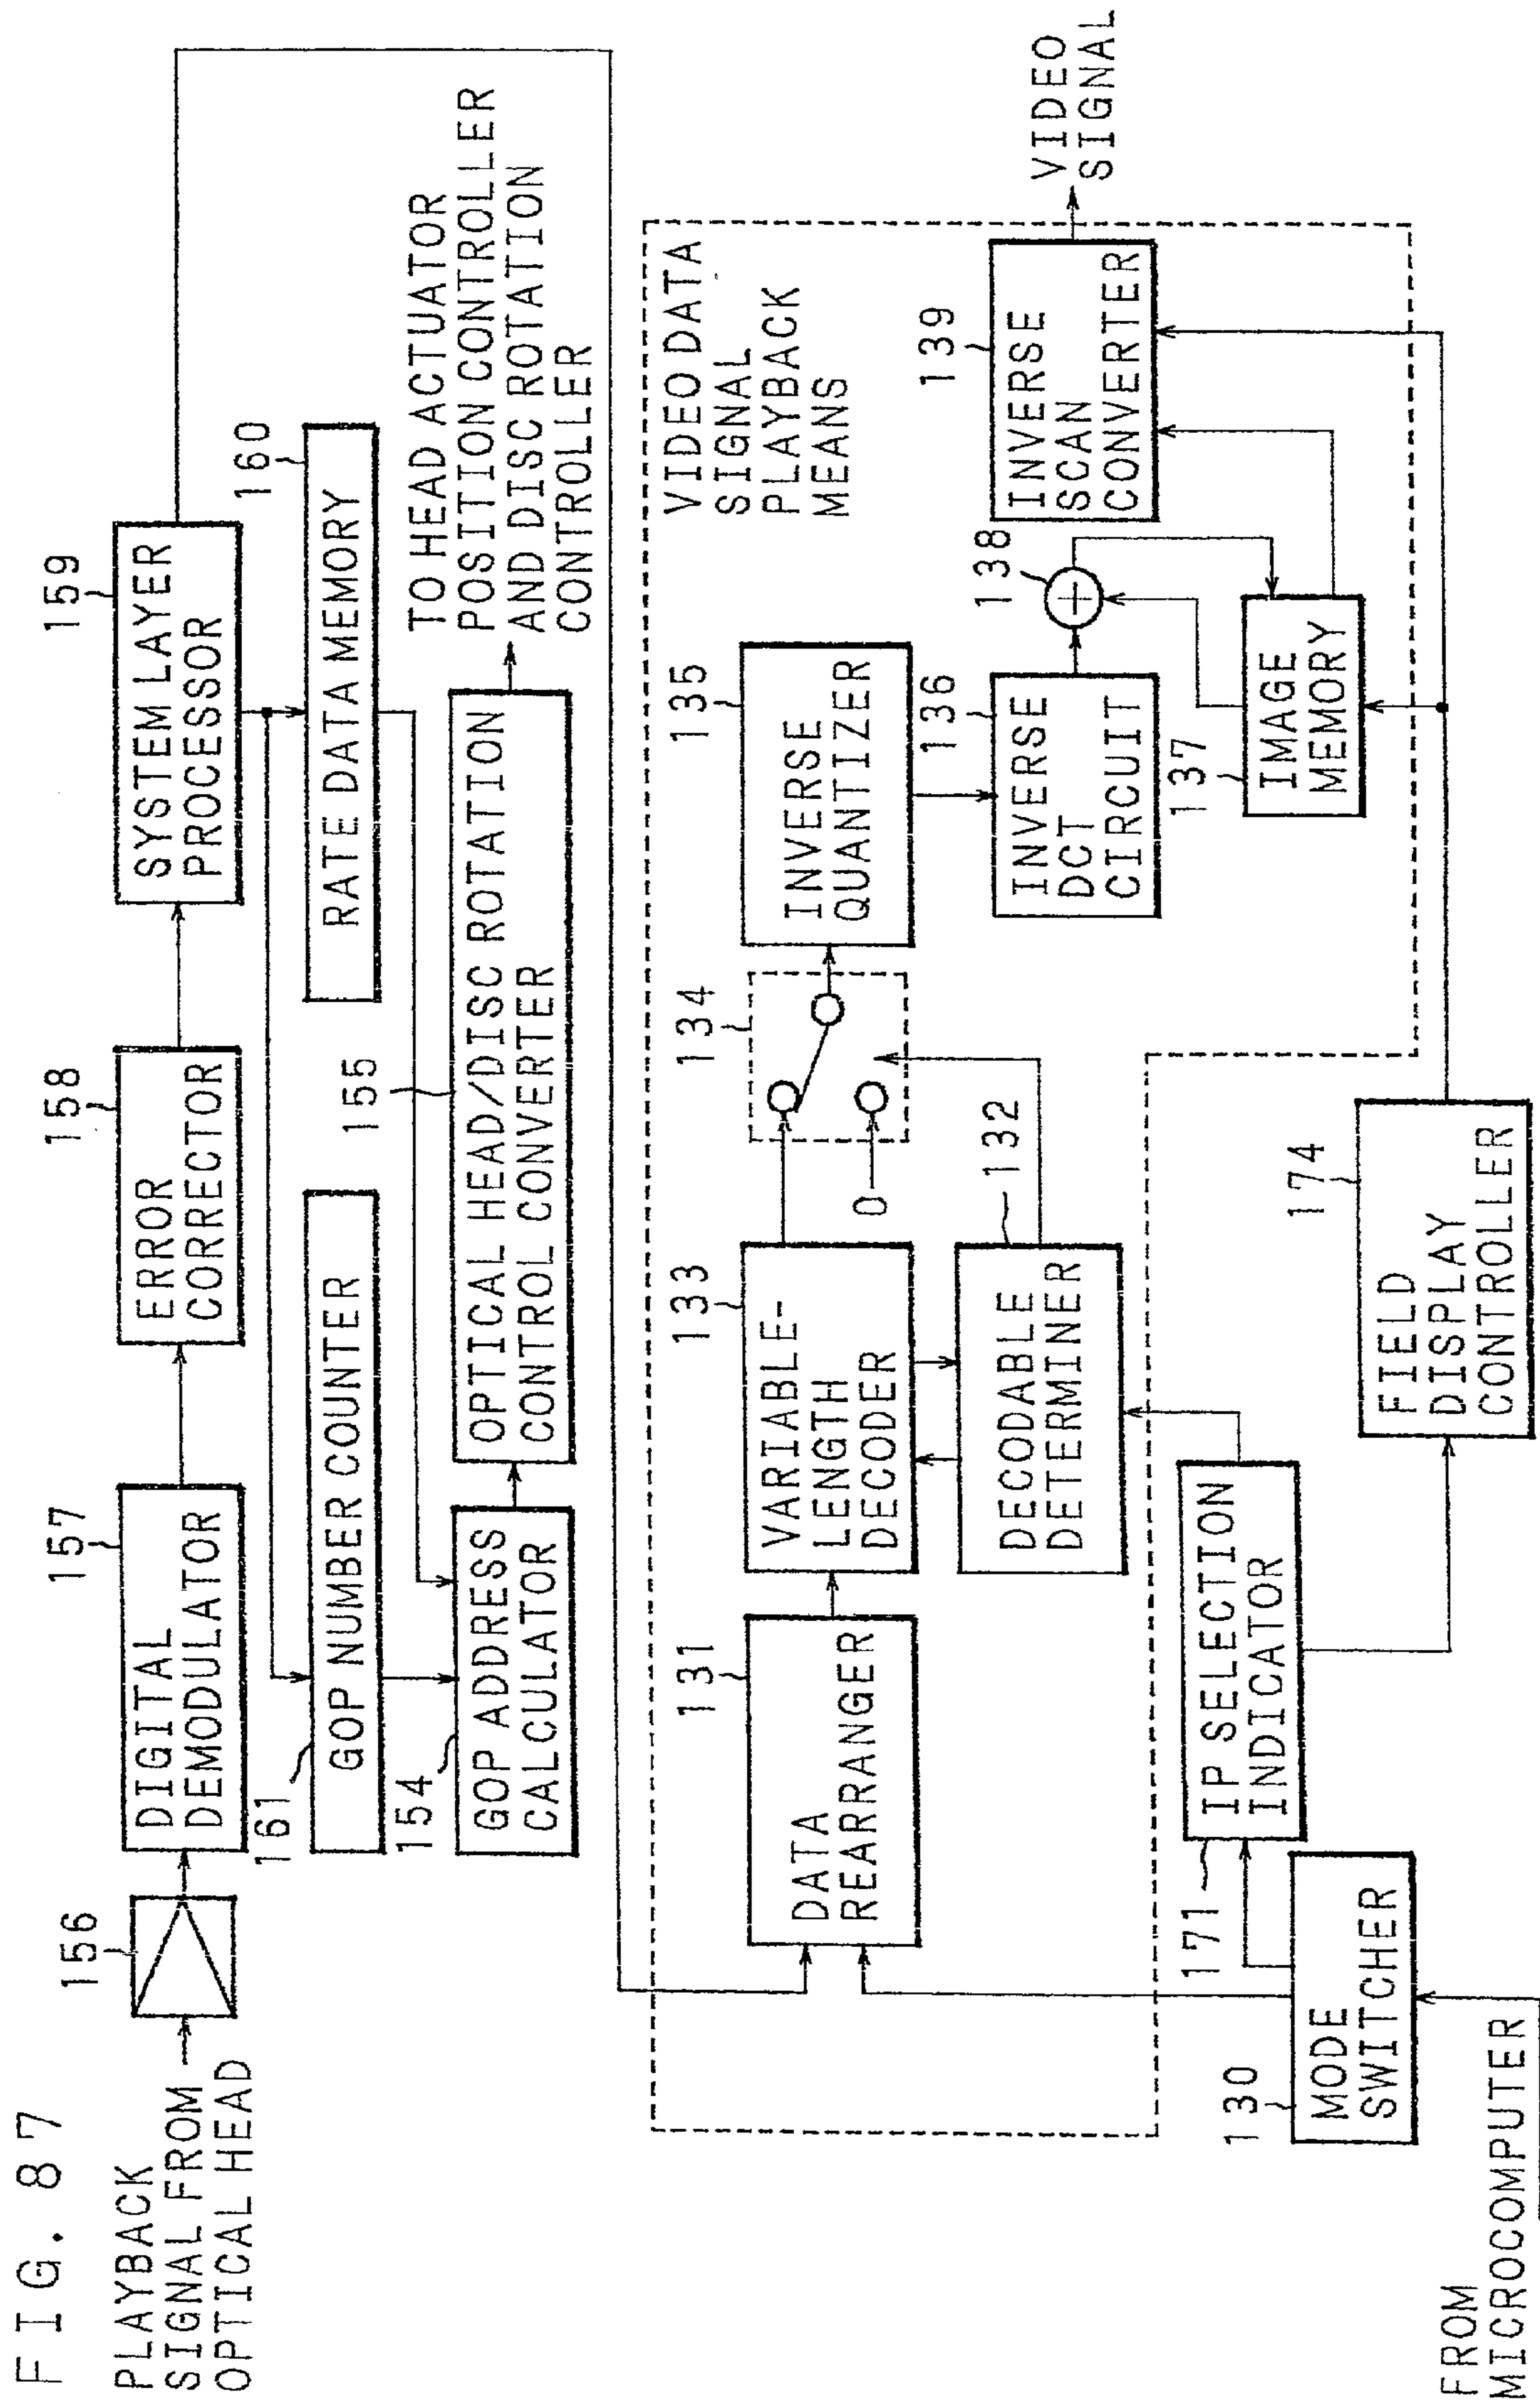 FIG. 87
PLAYBACK
SIGNAL FROM
OPTICAL HEAD
156
157
DIGITAL
DEMODULATOR
158
ERROR
CORRECTOR
159
SYSTEM LAYER
PROCESSOR
161
GOP NUMBER COUNTER
160
RATE DATA MEMORY
154
GOP ADDRESS
CALCULATOR
155
OPTICAL HEAD/DISC ROTATION
CONTROL CONVERTER
TO HEAD ACTUATOR
POSITION CONTROLLER
AND DISC ROTATION
CONTROLLER
VIDEO DATA
SIGNAL
PLAYBACK
MEANS
131
DATA
REARRANGER
133
VARIABLE-
LENGTH
DECODER
134
0
132
DECODABLE
DETERMINER
135
INVERSE
QUANTIZER
136
INVERSE
DCT
CIRCUIT
138
+
137
IMAGE
MEMORY
139
INVERSE
SCAN
CONVERTER
VIDEO
SIGNAL
130
MODE
SWITCHER
171
IP SELECTION
INDICATOR
174
FIELD
DISPLAY
CONTROLLER
FROM
MICROCOMPUTER